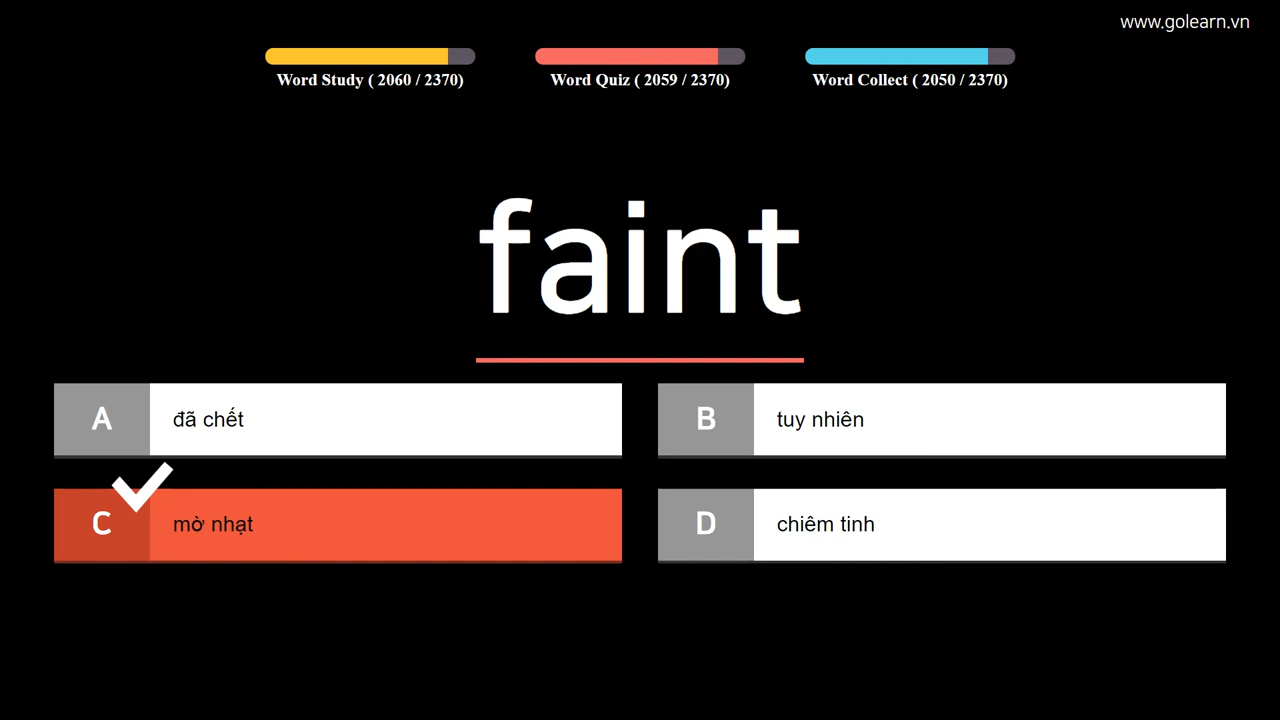 www.golearn.vn
Word Study ( 2060 / 2370)
Word Quiz ( 2059 / 2370)
Word Collect ( 2050 / 2370)
faint
A đã chết
B tuy nhiên
C mờ nhạt
D chiêm tinh